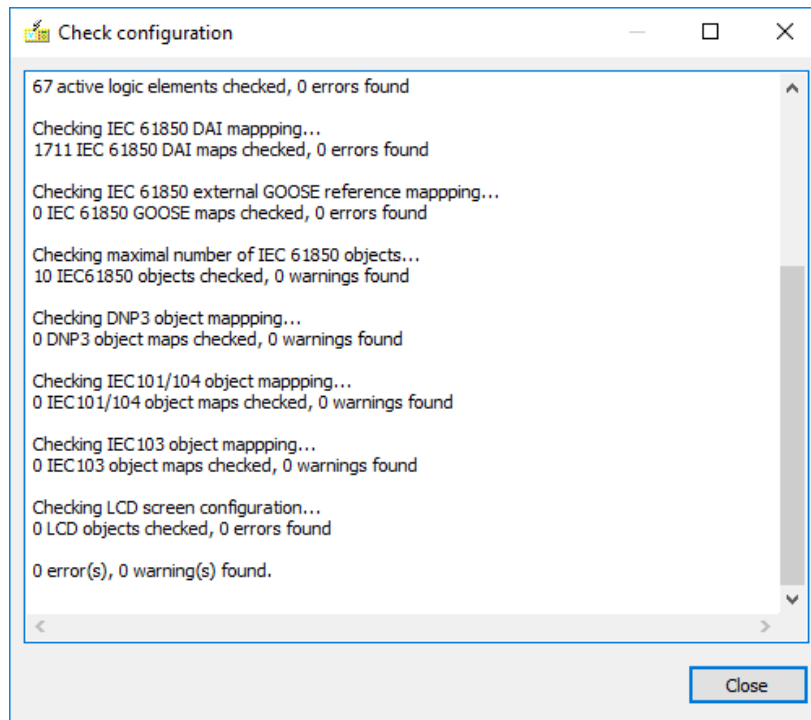 Check configuration
67 active logic elements checked, 0 errors found
Checking IEC 61850 DAI mappping...
1711 IEC 61850 DAI maps checked, 0 errors found
Checking IEC 61850 external GOOSE reference mappping...
0 IEC 61850 GOOSE maps checked, 0 errors found
Checking maximal number of IEC 61850 objects...
10 IEC61850 objects checked, 0 warnings found
Checking DNP3 object mappping...
0 DNP3 object maps checked, 0 warnings found
Checking IEC101/104 object mappping...
0 IEC101/104 object maps checked, 0 warnings found
Checking IEC103 object mappping...
0 IEC103 object maps checked, 0 warnings found
Checking LCD screen configuration...
0 LCD objects checked, 0 errors found
0 error(s), 0 warning(s) found.
Close